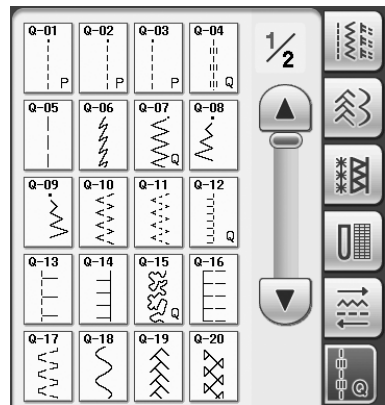 Q-01 Q-02 Q-03 Q-04 1/2
P P P Q
Q-05 Q-06 Q-07 Q-08
Q
Q-09 Q-10 Q-11 Q-12
Q
Q-13 Q-14 Q-15 Q-16
Q
Q-17 Q-18 Q-19 Q-20
Q